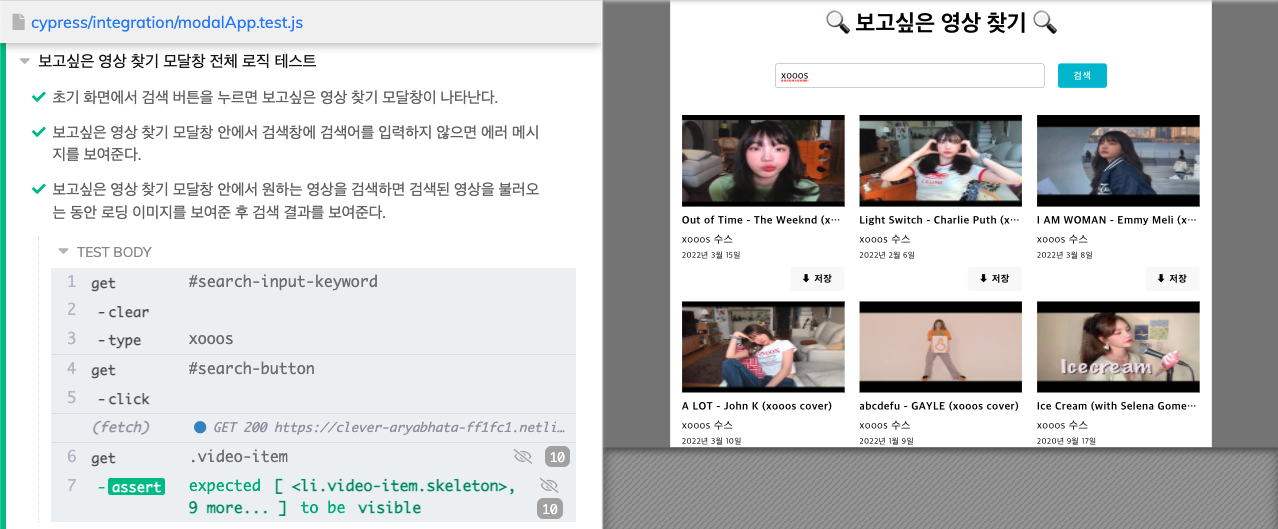 cypress/integration/modalApp.test.js
보고싶은 영상 찾기 모달창 전체 로직 테스트
초기 화면에서 검색 버튼을 누르면 보고싶은 영상 찾기 모달창이 나타난다.
보고싶은 영상 찾기 모달창 안에서 검색창에 검색어를 입력하지 않으면 에러 메시
지를 보여준다.
보고싶은 영상 찾기 모달창 안에서 원하는 영상을 검색하면 검색된 영상을 불러오
는 동안 로딩 이미지를 보여준 후 검색 결과를 보여준다.
TEST BODY
1 get #search-input-keyword
2 -clear
3 -type xooos
4 get #search-button
5 -click
(fetch) GET 200 https://clever-aryabhata-ff1fc1.netli…
6 get .video-item 10
7 -assert expected [ <li.video-item.skeleton>,
9 more... ] to be visible 10
🔍 보고싶은 영상 찾기 🔍
xooos 검색
Out of Time - The Weeknd (x…
xooos 수스
2022년 3월 15일
⬇ 저장
Light Switch - Charlie Puth (x…
xooos 수스
2022년 2월 6일
⬇ 저장
I AM WOMAN - Emmy Meli (x…
xooos 수스
2022년 3월 8일
⬇ 저장
A LOT - John K (xooos cover)
xooos 수스
2022년 3월 10일
abcdefu - GAYLE (xooos cover)
xooos 수스
2022년 1월 9일
Icecream
Ice Cream (with Selena Gome…
xooos 수스
2020년 9월 17일